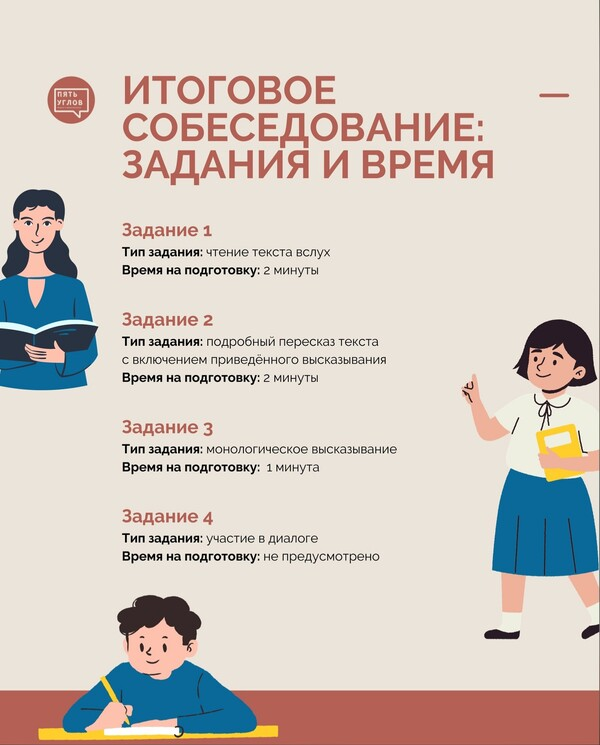 ПЯТЬ
УГЛОВ
ИТОГОВОЕ
СОБЕСЕДОВАНИЕ:
ЗАДАНИЯ И ВРЕМЯ
Задание 1
Тип задания: чтение текста вслух
Время на подготовку: 2 минуты
Задание 2
Тип задания: подробный пересказ текста
с включением приведённого высказывания
Время на подготовку: 2 минуты
Задание 3
Тип задания: монологическое высказывание
Время на подготовку: 1 минута
Задание 4
Тип задания: участие в диалоге
Время на подготовку: не предусмотрено